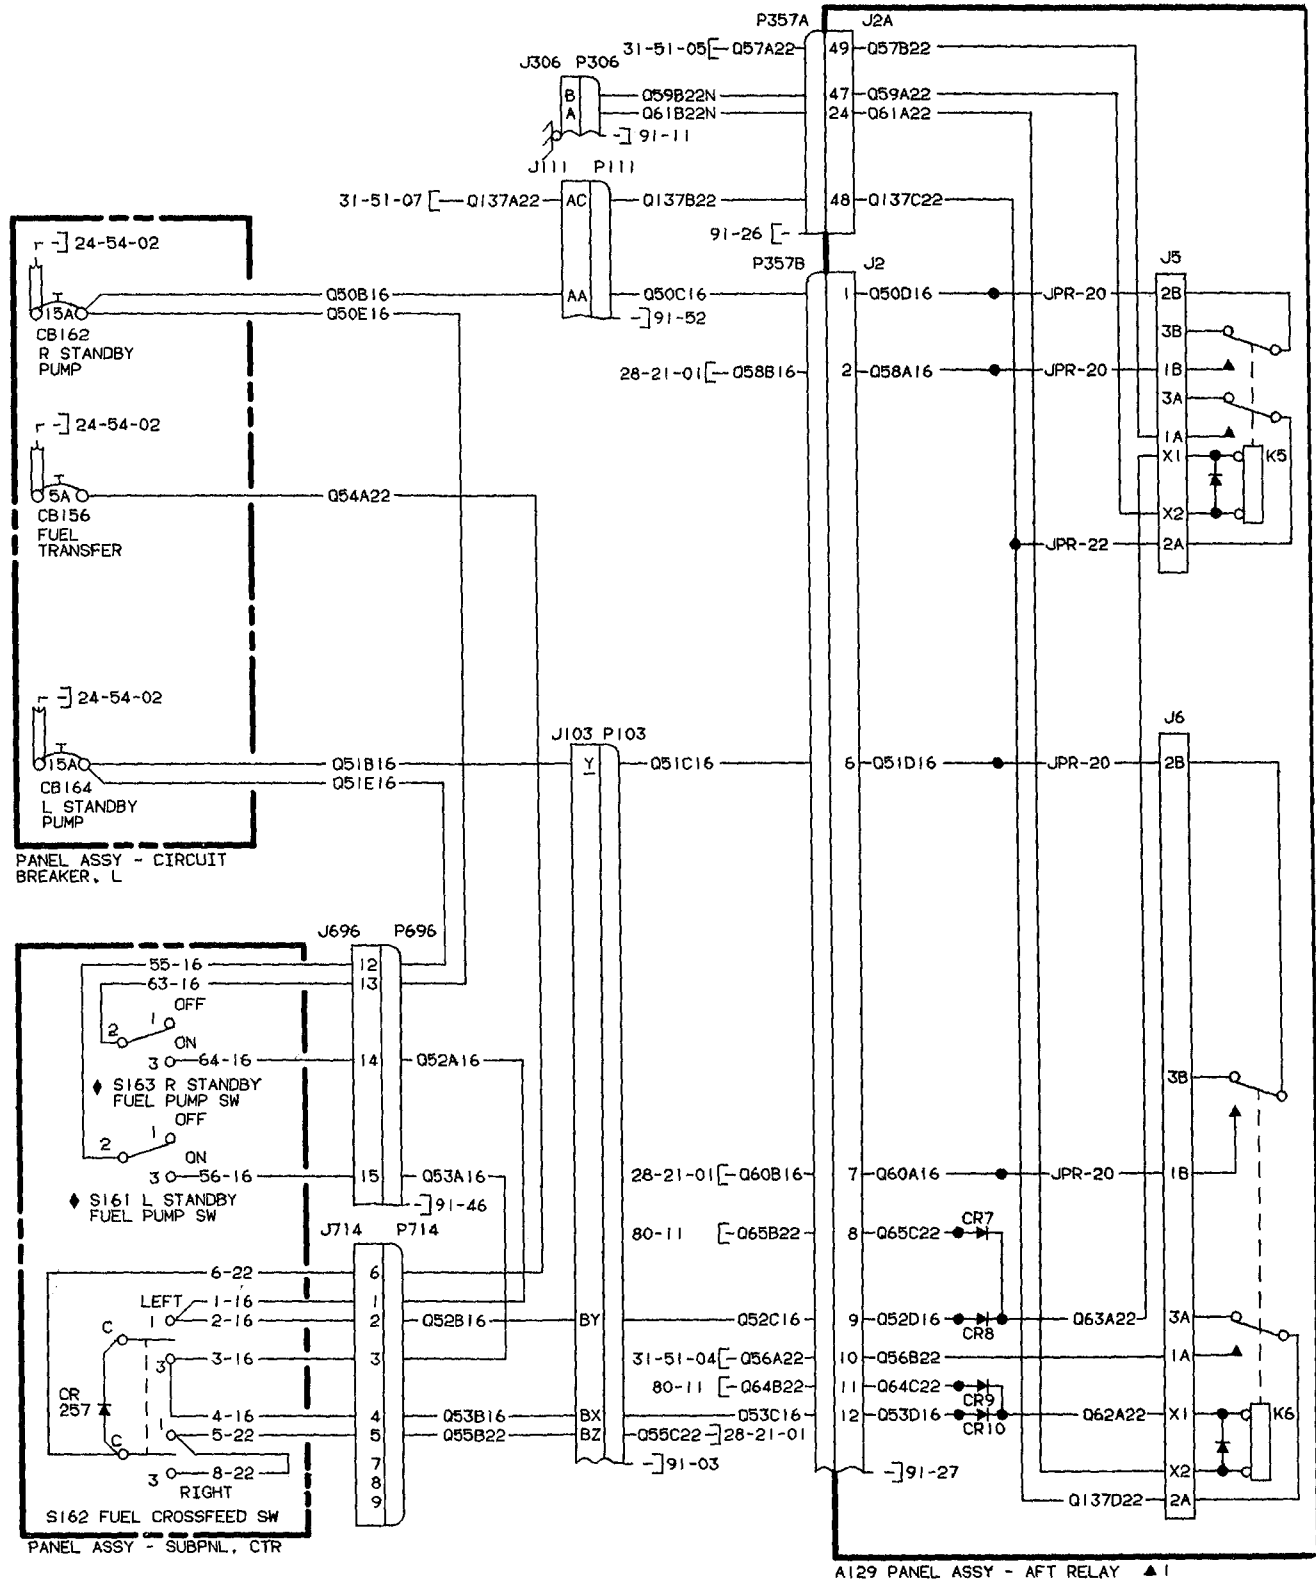 P357A J2A
31-51-05 Q57A22 49 Q57B22
J306 P306
B Q59B22N 47 Q59A22
A Q61B22N 24 Q61A22
91-11
J111 P111
31-51-07 Q137A22 AC Q137B22 48 Q137C22
91-26
24-54-02
P357B J2 J5
Q50B16 AA Q50C16 1 Q50D16 JPR-20 2B
15A Q50E16 91-52
CB162
R STANDBY
PUMP
3B
28-21-01 Q58B16 2 Q58A16 JPR-20 1B
3A
24-54-02
1A
X1 K5
5A Q54A22
CB156
FUEL
TRANSFER
X2
JPR-22 2A
24-54-02
J103 P103 J6
15A Q51B16 Y Q51C16 6 Q51D16 JPR-20 2B
Q51E16
CB164
L STANDBY
PUMP
PANEL ASSY - CIRCUIT
BREAKER, L
J696 P696
55-16 12
63-16 13
OFF
1
2
ON
3 64-16 14 Q52A16
3B
S163 R STANDBY
FUEL PUMP SW
OFF
1
2
ON
3 56-16 15 Q53A16 28-21-01 Q60B16 7 Q60A16 JPR-20 1B
S161 L STANDBY
FUEL PUMP SW
91-46
J714 P714
80-11 Q65B22 8 Q65C22 CR7
6-22 6
LEFT 1-16 1
1 2-16 2 Q52B16 BY Q52C16 9 Q52D16 CR8 Q63A22 3A
C
3 3-16 3 31-51-04 Q56A22 10 Q56B22 1A
80-11 Q64B22 11 Q64C22 CR9
CR
257
4-16 4 Q53B16 BX Q53C16 12 Q53D16 CR10 Q62A22 X1 K6
1 5-22 5 Q55B22 BZ Q55C22 28-21-01
C
7 91-03
3 8-22 8 91-27 X2
RIGHT 9
Q137D22 2A
S162 FUEL CROSSFEED SW
PANEL ASSY - SUBPNL, CTR
A129 PANEL ASSY - AFT RELAY ▲ 1